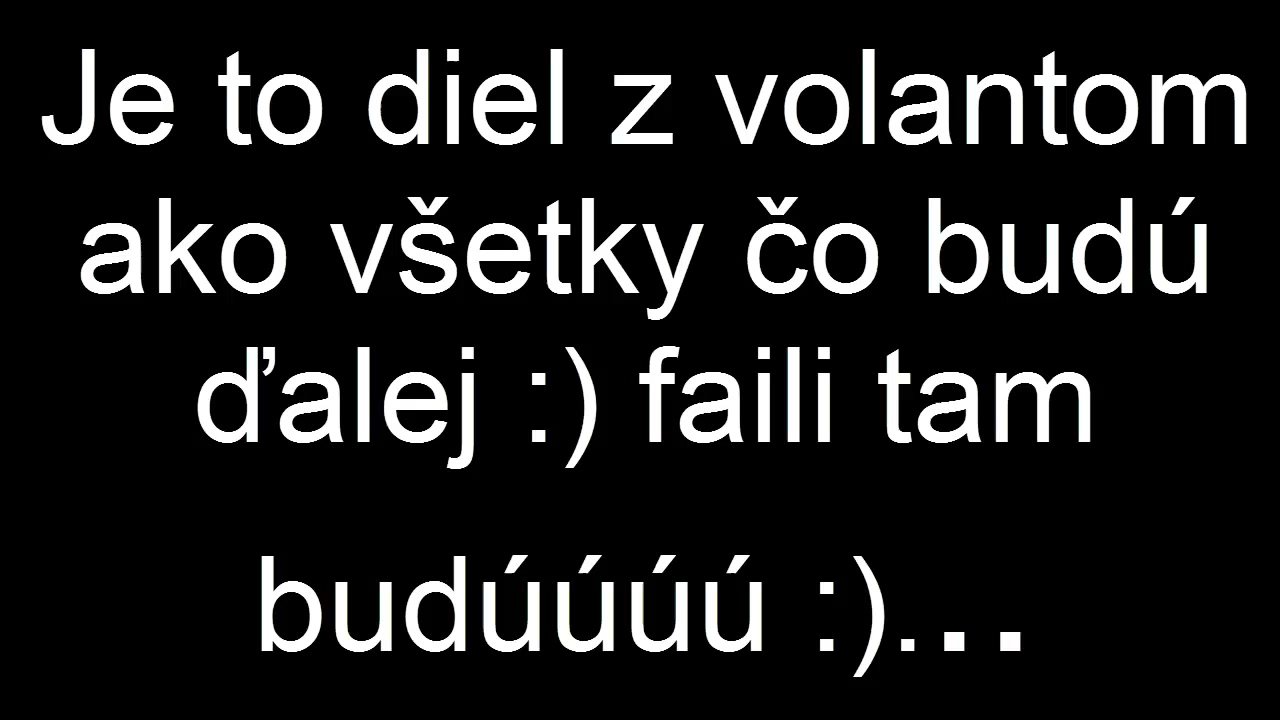 Je to diel z volantom
ako všetky čo budú
ďalej :) faili tam
budúúúú :)...